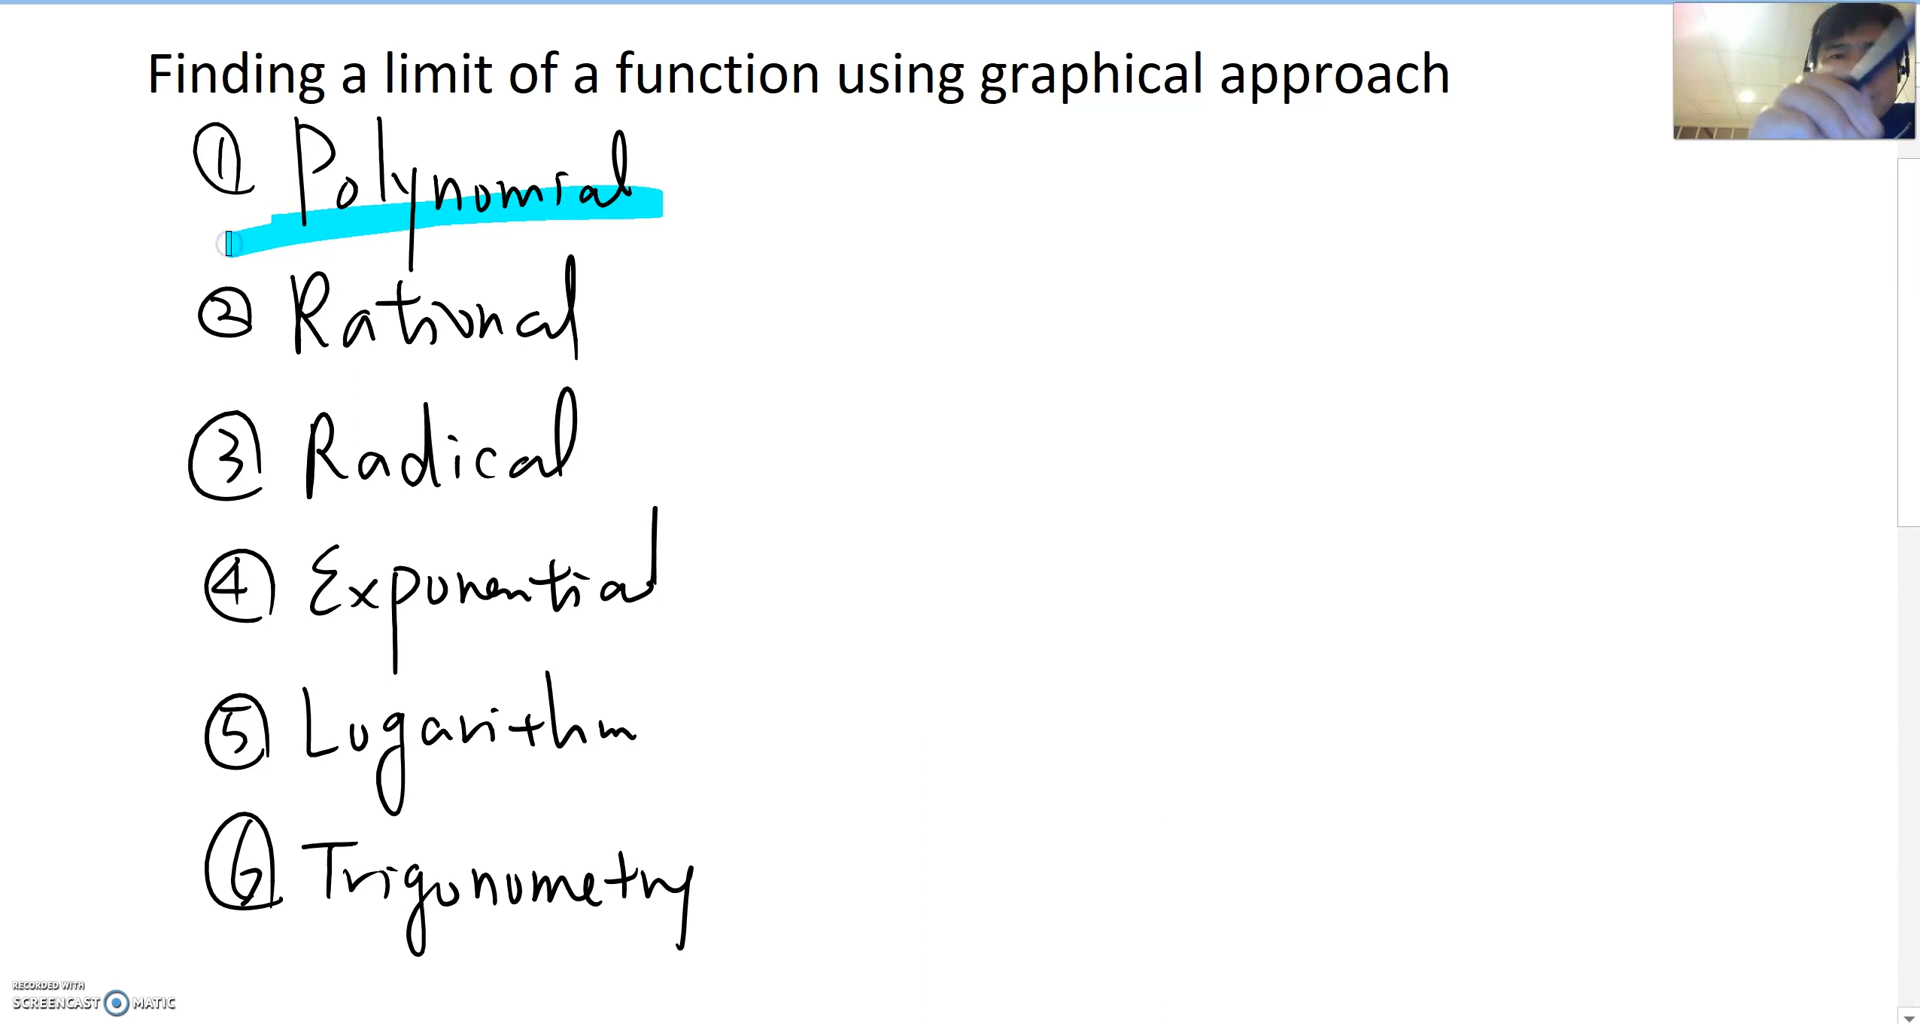 Finding a limit of a function using graphical approach
① Polynomial
② Rational
③ Radical
④ Exponential
⑤ Logarithm
⑥ Trigonometry
RECORDED WITH
SCREENCAST MATIC